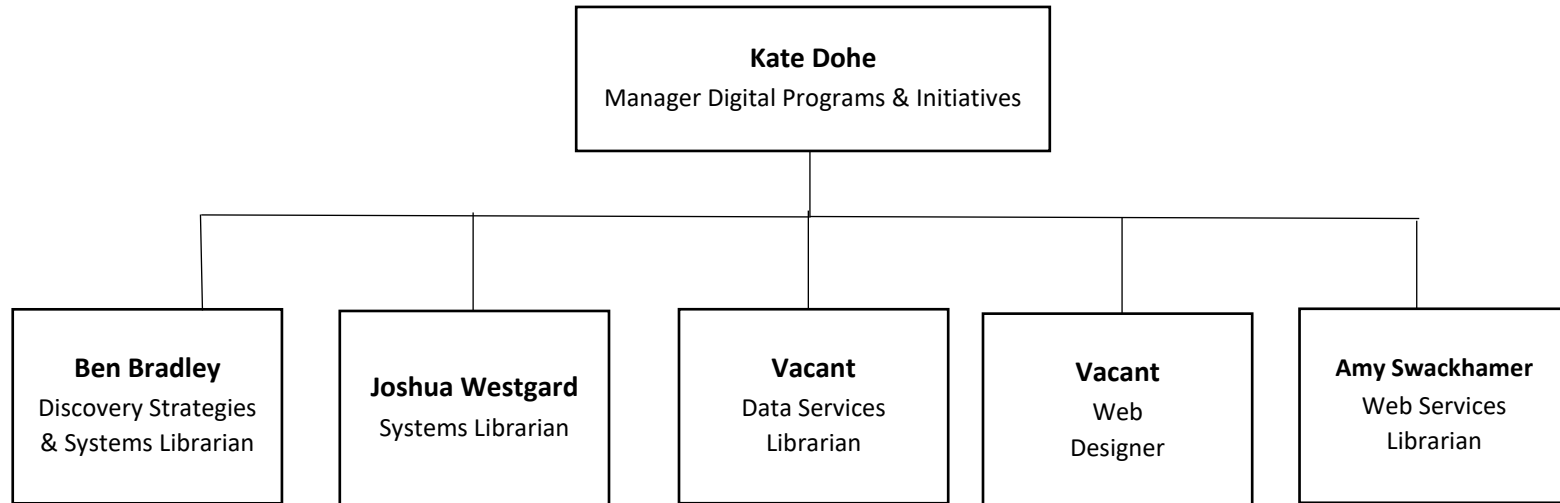 Kate Dohe
Manager Digital Programs & Initiatives
Ben Bradley
Discovery Strategies
& Systems Librarian
Joshua Westgard
Systems Librarian
Vacant
Data Services
Librarian
Vacant
Web
Designer
Amy Swackhamer
Web Services
Librarian